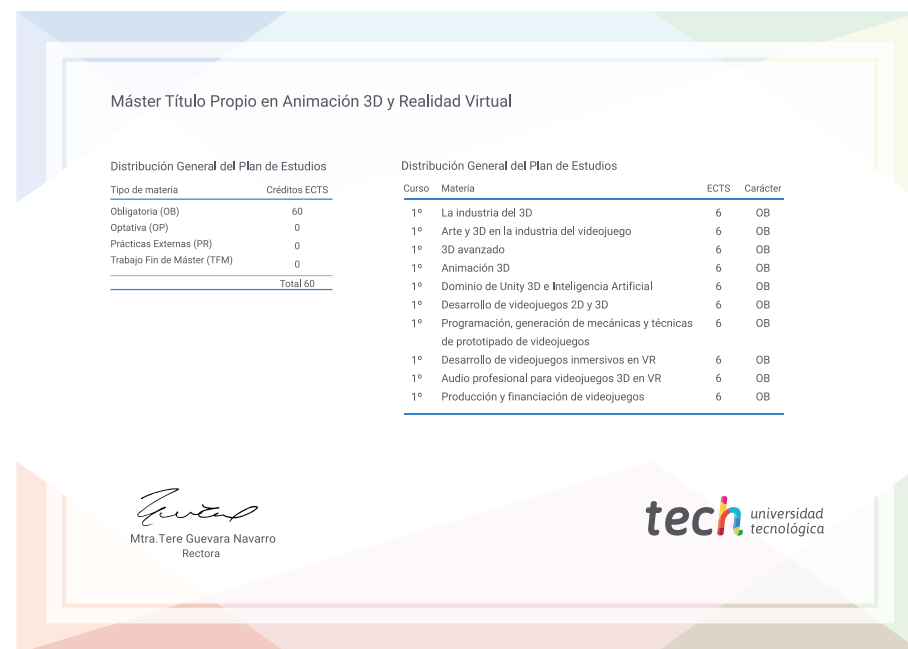 Máster Título Propio en Animación 3D y Realidad Virtual
Distribución General del Plan de Estudios
Tipo de materia Créditos ECTS
Obligatoria (OB) 60
Optativa (OP) 0
Prácticas Externas (PR) 0
Trabajo Fin de Máster (TFM) 0
Total 60
Distribución General del Plan de Estudios
Curso Materia ECTS Carácter
1º La industria del 3D 6 OB
1º Arte y 3D en la industria del videojuego 6 OB
1º 3D avanzado 6 OB
1º Animación 3D 6 OB
1º Dominio de Unity 3D e Inteligencia Artificial 6 OB
1º Desarrollo de videojuegos 2D y 3D 6 OB
1º Programación, generación de mecánicas y técnicas 6 OB
de prototipado de videojuegos
1º Desarrollo de videojuegos inmersivos en VR 6 OB
1º Audio profesional para videojuegos 3D en VR 6 OB
1º Producción y financiación de videojuegos 6 OB
Mtra.Tere Guevara Navarro
Rectora
tech universidad
tecnológica